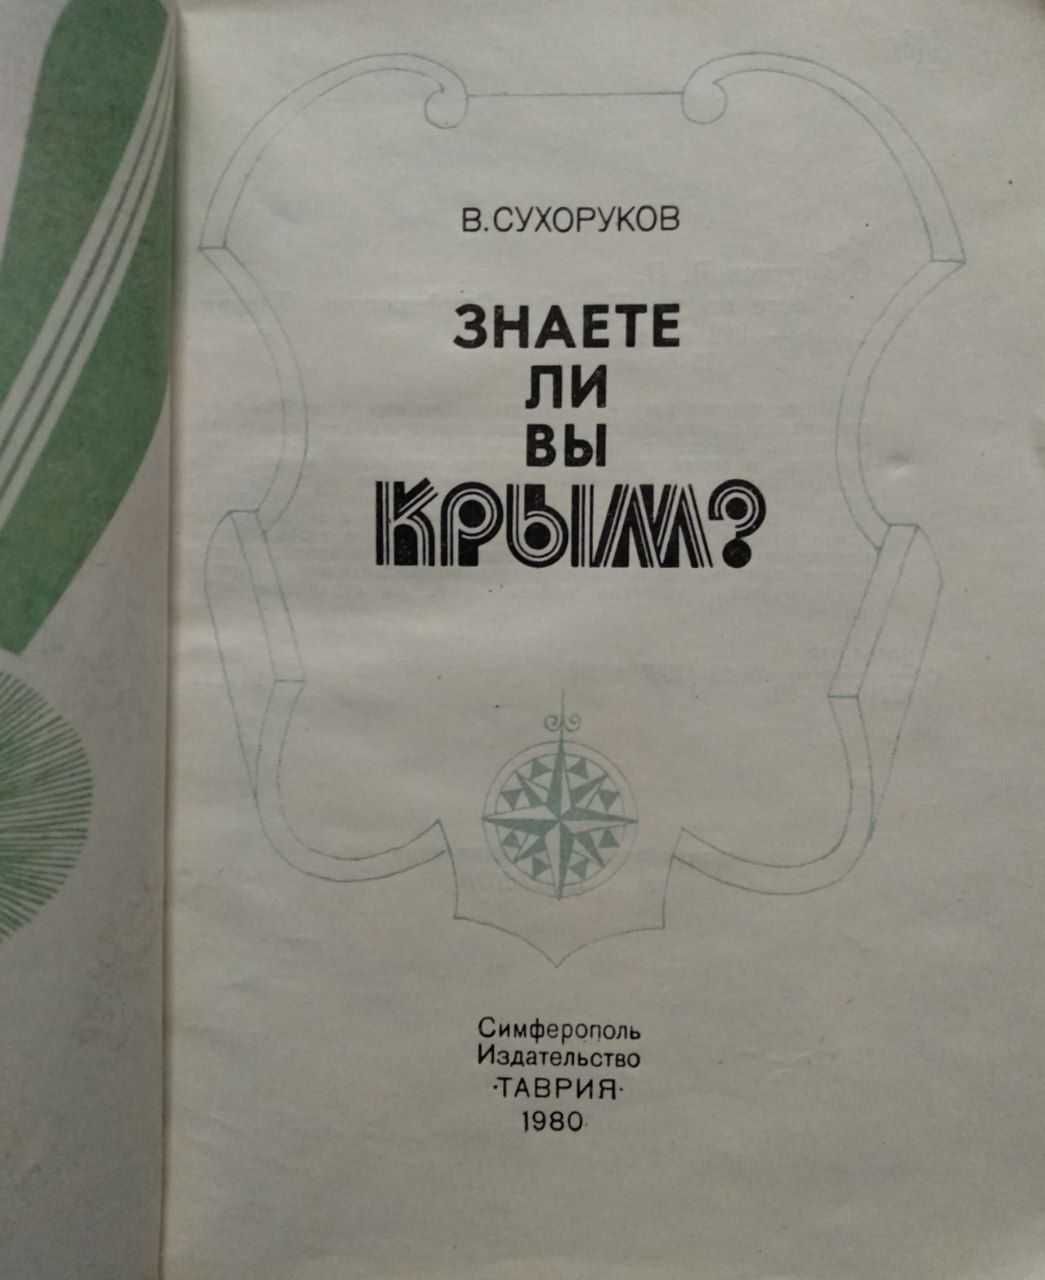 В. СУХОРУКОВ
ЗНАЕТЕ
ЛИ
ВЫ
КРЫМ?
Симферополь
Издательство
·ТАВРИЯ·
1980